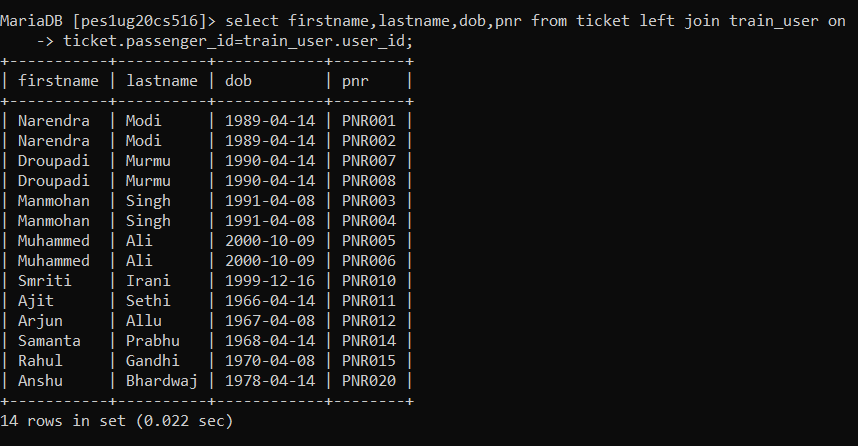 MariaDB [pes1ug20cs516]> select firstname,lastname,dob,pnr from ticket left join train_user on
    -> ticket.passenger_id=train_user.user_id;
+-----------+----------+------------+--------+
| firstname | lastname | dob        | pnr    |
+-----------+----------+------------+--------+
| Narendra  | Modi     | 1989-04-14 | PNR001 |
| Narendra  | Modi     | 1989-04-14 | PNR002 |
| Droupadi  | Murmu    | 1990-04-14 | PNR007 |
| Droupadi  | Murmu    | 1990-04-14 | PNR008 |
| Manmohan  | Singh    | 1991-04-08 | PNR003 |
| Manmohan  | Singh    | 1991-04-08 | PNR004 |
| Muhammed  | Ali      | 2000-10-09 | PNR005 |
| Muhammed  | Ali      | 2000-10-09 | PNR006 |
| Smriti    | Irani    | 1999-12-16 | PNR010 |
| Ajit      | Sethi    | 1966-04-14 | PNR011 |
| Arjun     | Allu     | 1967-04-08 | PNR012 |
| Samanta   | Prabhu   | 1968-04-14 | PNR014 |
| Rahul     | Gandhi   | 1970-04-08 | PNR015 |
| Anshu     | Bhardwaj | 1978-04-14 | PNR020 |
+-----------+----------+------------+--------+
14 rows in set (0.022 sec)